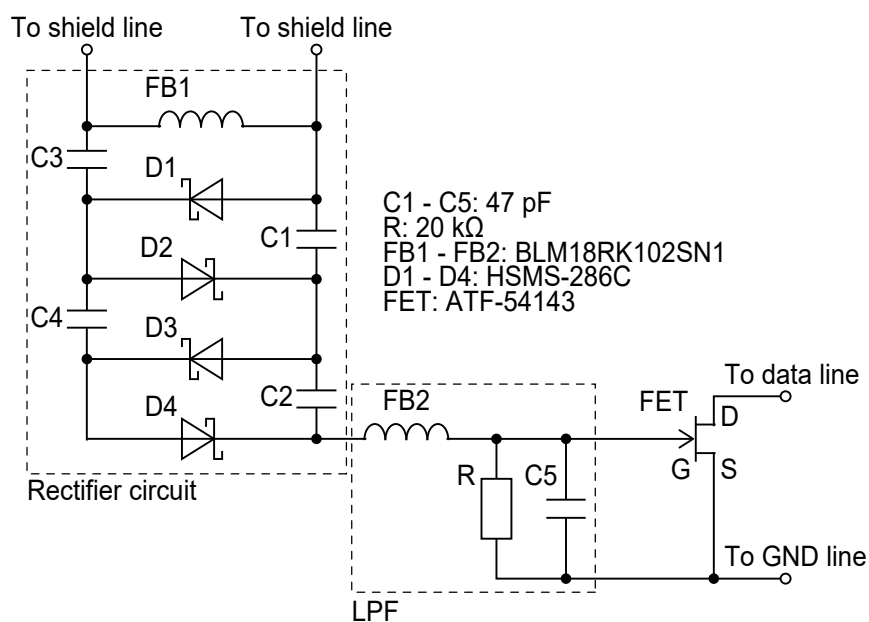 To shield line
To shield line
FB1
C3
D1
C1
D2
C4
D3
D4
C2
C1 - C5: 47 pF
R: 20 kΩ
FB1 - FB2: BLM18RK102SN1
D1 - D4: HSMS-286C
FET: ATF-54143
Rectifier circuit
FB2
R
C5
LPF
FET
To data line
D
G
S
To GND line